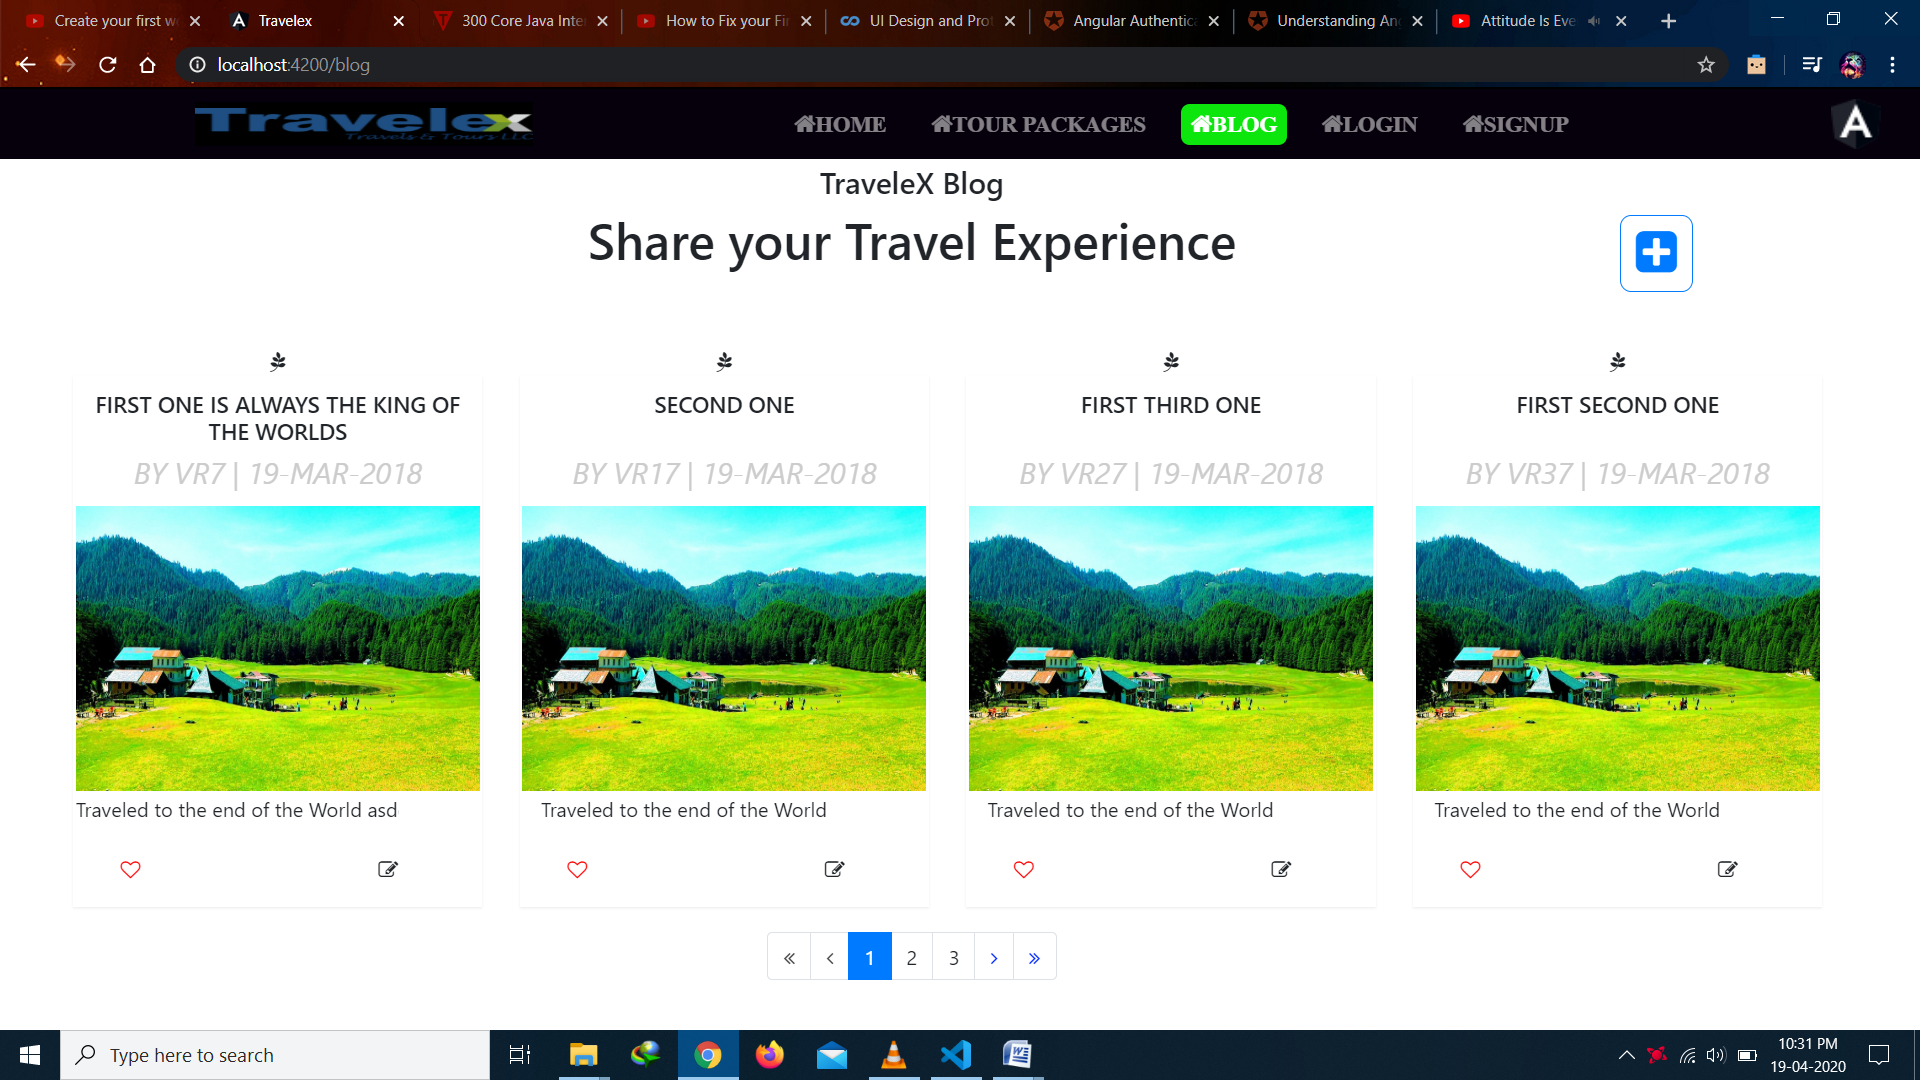 Create your first w
Travelex
300 Core Java Inte
How to Fix your Fi
UI Design and Prot
Angular Authentica
Understanding An
Attitude Is Eve
localhost:4200/blog
Travelex
Travels & Tours LLC
HOME
TOUR PACKAGES
BLOG
LOGIN
SIGNUP
A
TraveleX Blog
Share your Travel Experience
FIRST ONE IS ALWAYS THE KING OF
THE WORLDS
BY VR7 | 19-MAR-2018
Traveled to the end of the World asd
SECOND ONE
BY VR17 | 19-MAR-2018
Traveled to the end of the World
FIRST THIRD ONE
BY VR27 | 19-MAR-2018
Traveled to the end of the World
FIRST SECOND ONE
BY VR37 | 19-MAR-2018
Traveled to the end of the World
« ‹ 1 2 3 › »
Type here to search
10:31 PM
19-04-2020